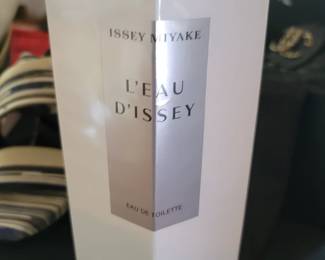 ISSEY MIYAKE
L'EAU
D'ISSEY
EAU DE TOILETTE